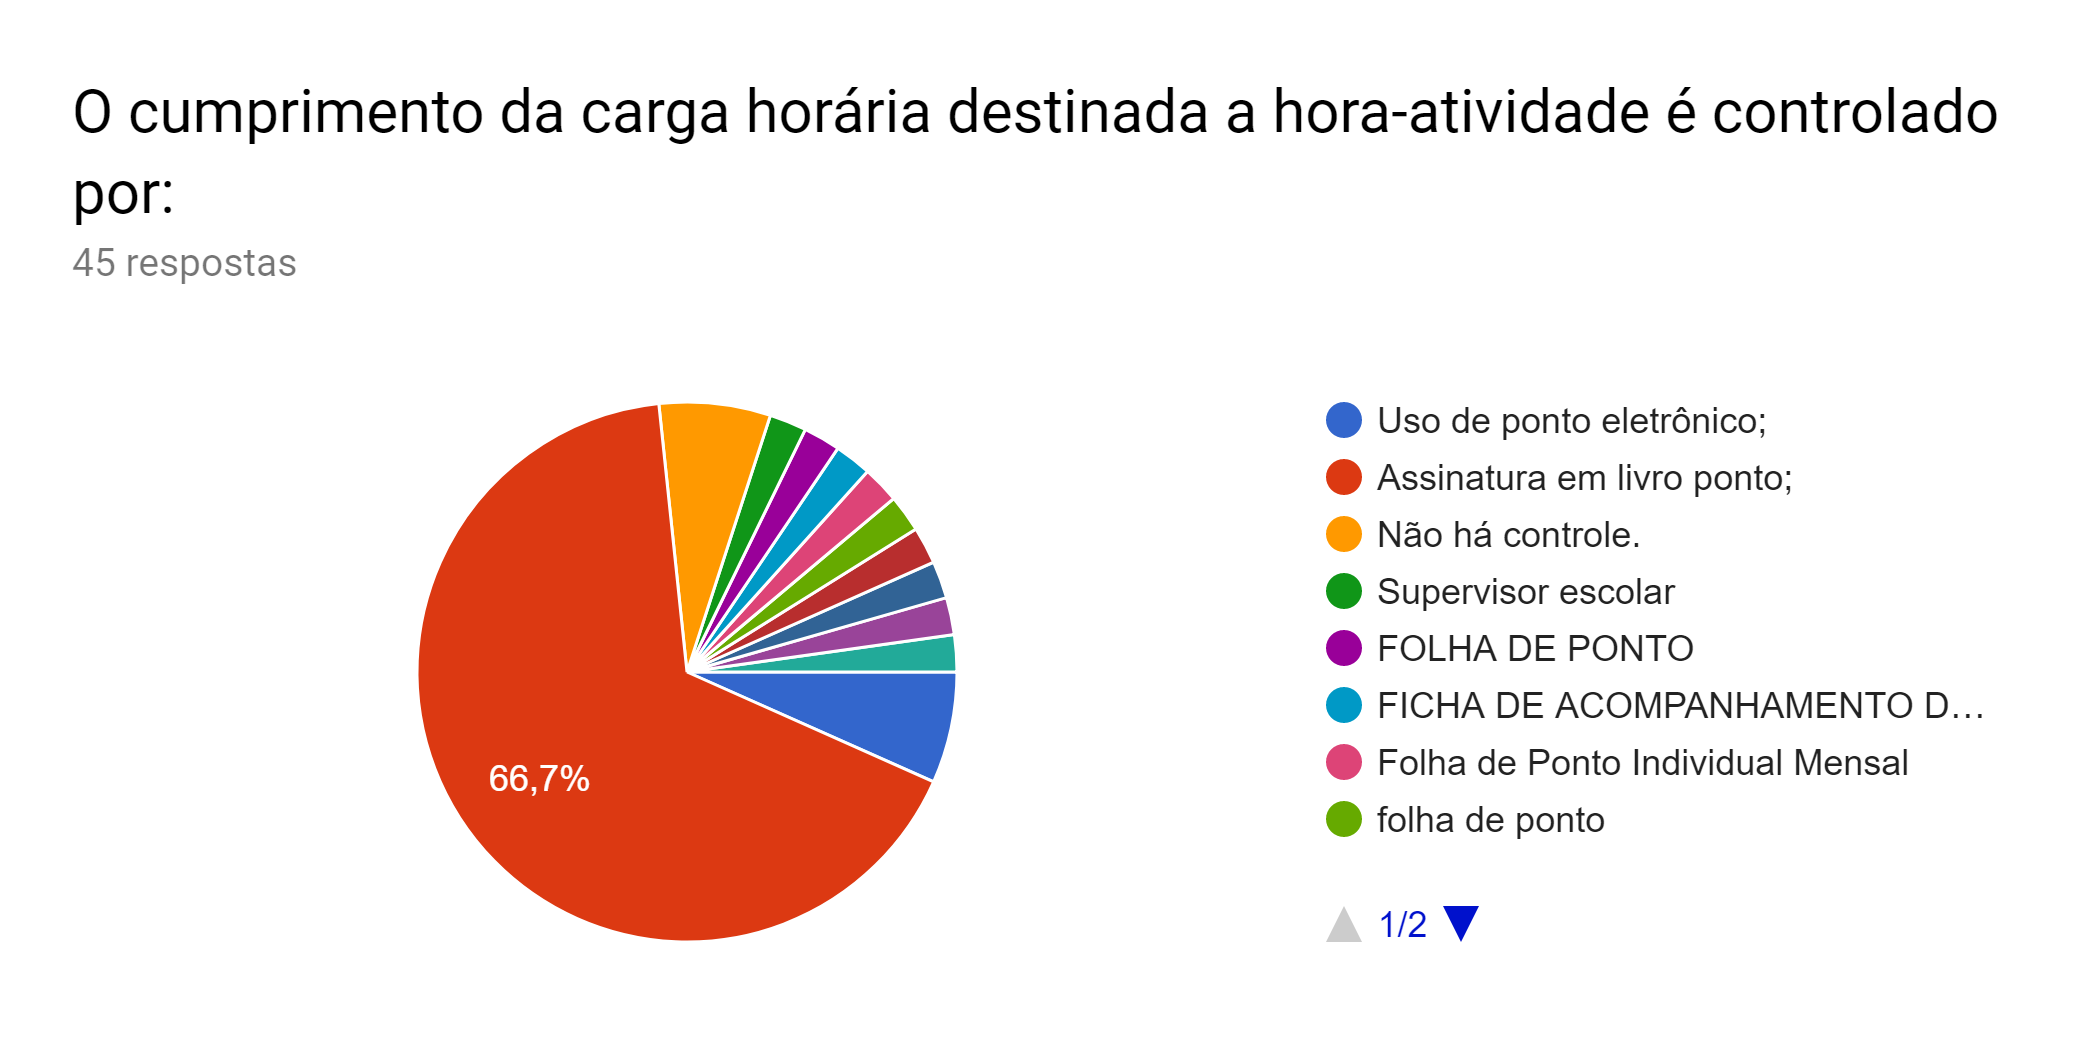 O cumprimento da carga horária destinada a hora-atividade é controlado
por:
45 respostas
66,7%
Uso de ponto eletrônico;
Assinatura em livro ponto;
Não há controle.
Supervisor escolar
FOLHA DE PONTO
FICHA DE ACOMPANHAMENTO D…
Folha de Ponto Individual Mensal
folha de ponto
1/2